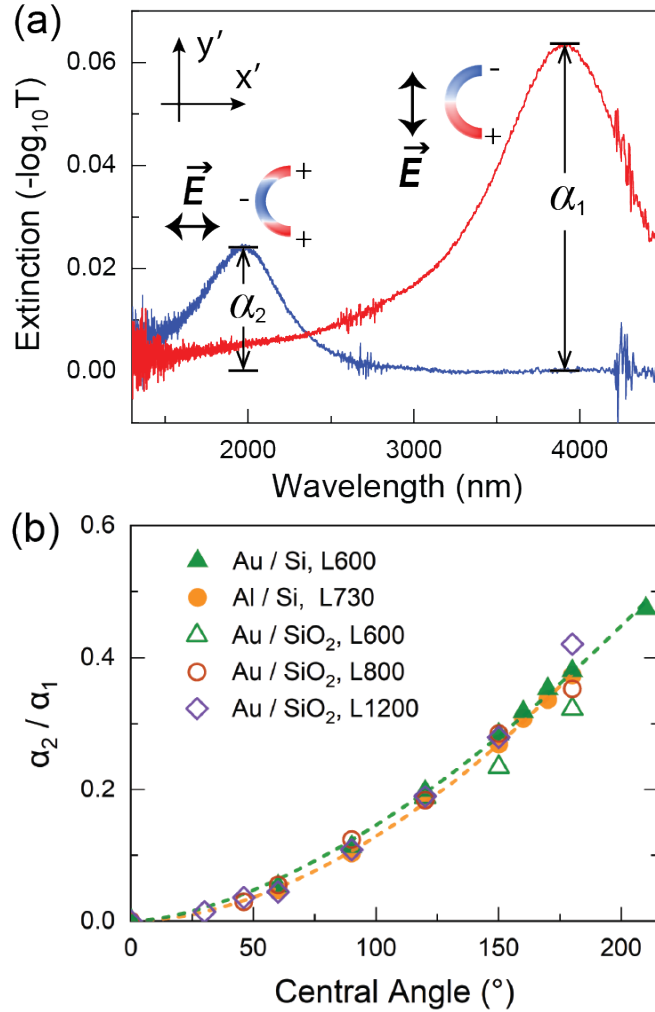 (a)
y'
x'
E
-
+
+
α2
E
-
+
α1
0.06
0.04
0.02
0.00
Extinction (-log10T)
2000 3000 4000
Wavelength (nm)
(b)
0.6
0.4
0.2
0.0
α2 / α1
Au / Si, L600
Al / Si, L730
Au / SiO2, L600
Au / SiO2, L800
Au / SiO2, L1200
0 50 100 150 200
Central Angle (°)